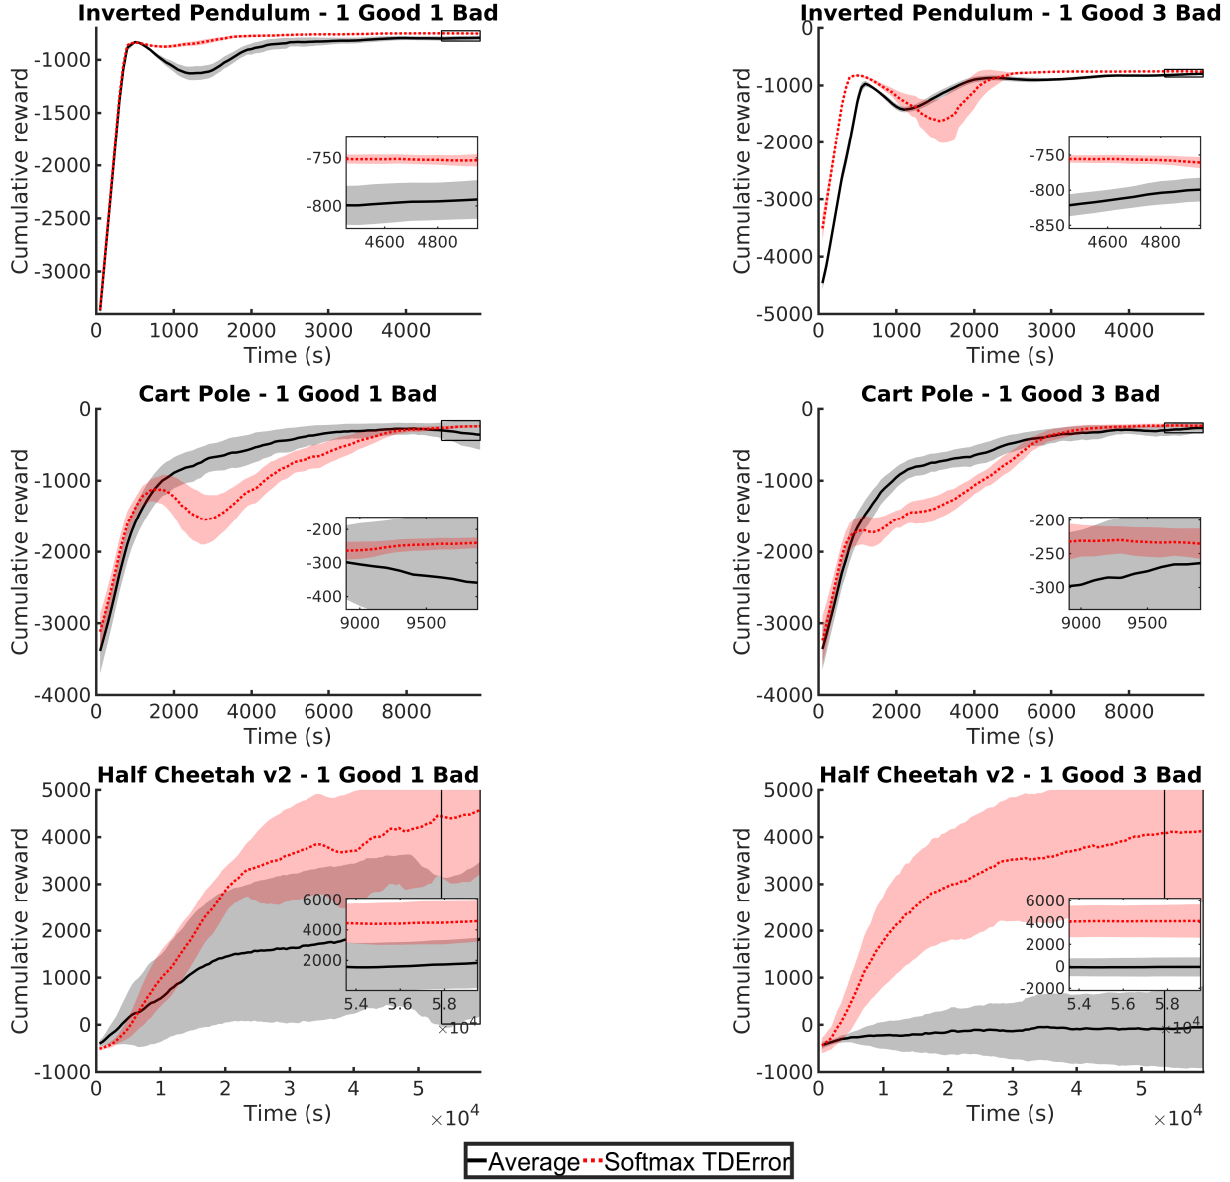 Inverted Pendulum - 1 Good 1 Bad
Cumulative reward
-1000
-1500
-2000
-2500
-3000
-750
-800
4600 4800
0 1000 2000 3000 4000
Time (s)
Inverted Pendulum - 1 Good 3 Bad
Cumulative reward
0
-1000
-2000
-3000
-4000
-5000
-750
-800
-850
4600 4800
0 1000 2000 3000 4000
Time (s)
Cart Pole - 1 Good 1 Bad
Cumulative reward
0
-1000
-2000
-3000
-4000
-200
-300
-400
9000 9500
0 2000 4000 6000 8000
Time (s)
Cart Pole - 1 Good 3 Bad
Cumulative reward
0
-1000
-2000
-3000
-4000
-200
-250
-300
9000 9500
0 2000 4000 6000 8000
Time (s)
Half Cheetah v2 - 1 Good 1 Bad
Cumulative reward
5000
4000
3000
2000
1000
0
-1000
6000
4000
2000
5.4 5.6 5.8
×10⁴
0 1 2 3 4 5
Time (s)
×10⁴
Half Cheetah v2 - 1 Good 3 Bad
Cumulative reward
5000
4000
3000
2000
1000
0
-1000
6000
4000
2000
0
-2000
5.4 5.6 5.8
×10⁴
0 1 2 3 4 5
Time (s)
×10⁴
Average Softmax TDError